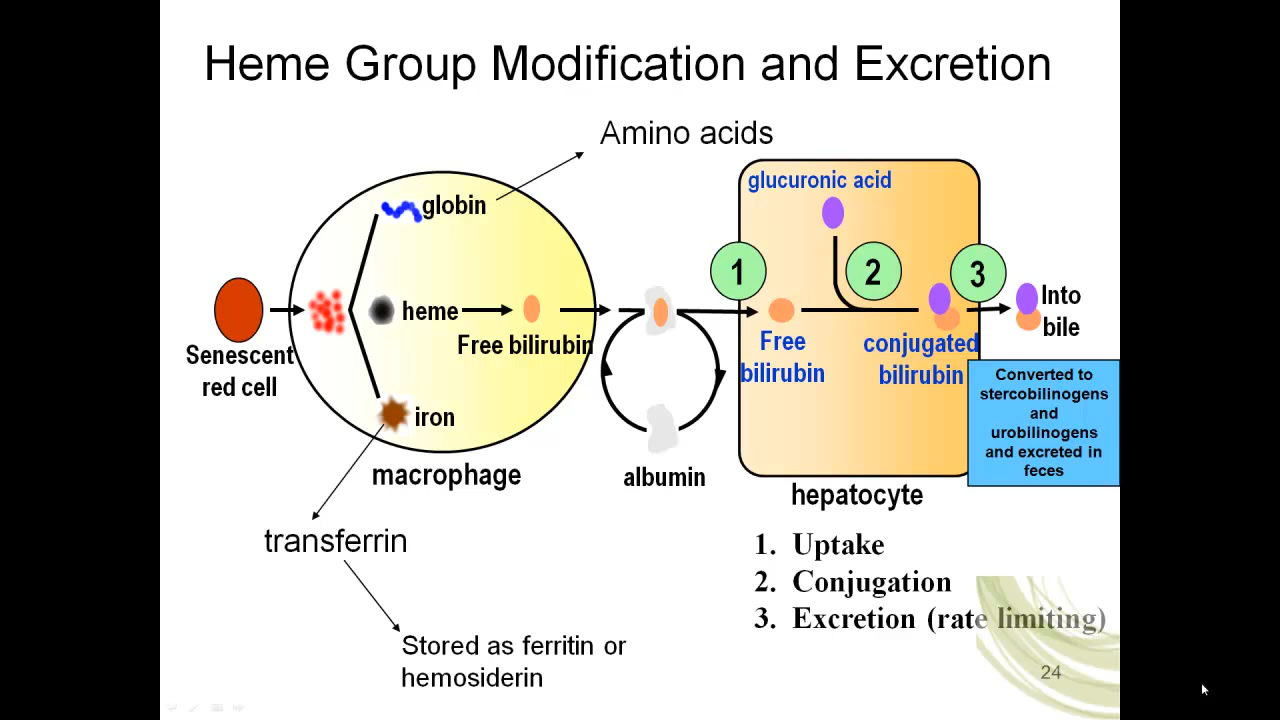 Heme Group Modification and Excretion
Amino acids
glucuronic acid
globin
1
2
3
heme
Into
bile
Free bilirubin
Free
bilirubin
conjugated
bilirubin
Senescent
red cell
Converted to
stercobilinogens
and
urobilinogens
and excreted in
feces
iron
macrophage
albumin
hepatocyte
transferrin
1. Uptake
2. Conjugation
3. Excretion (rate limiting)
Stored as ferritin or
hemosiderin
24